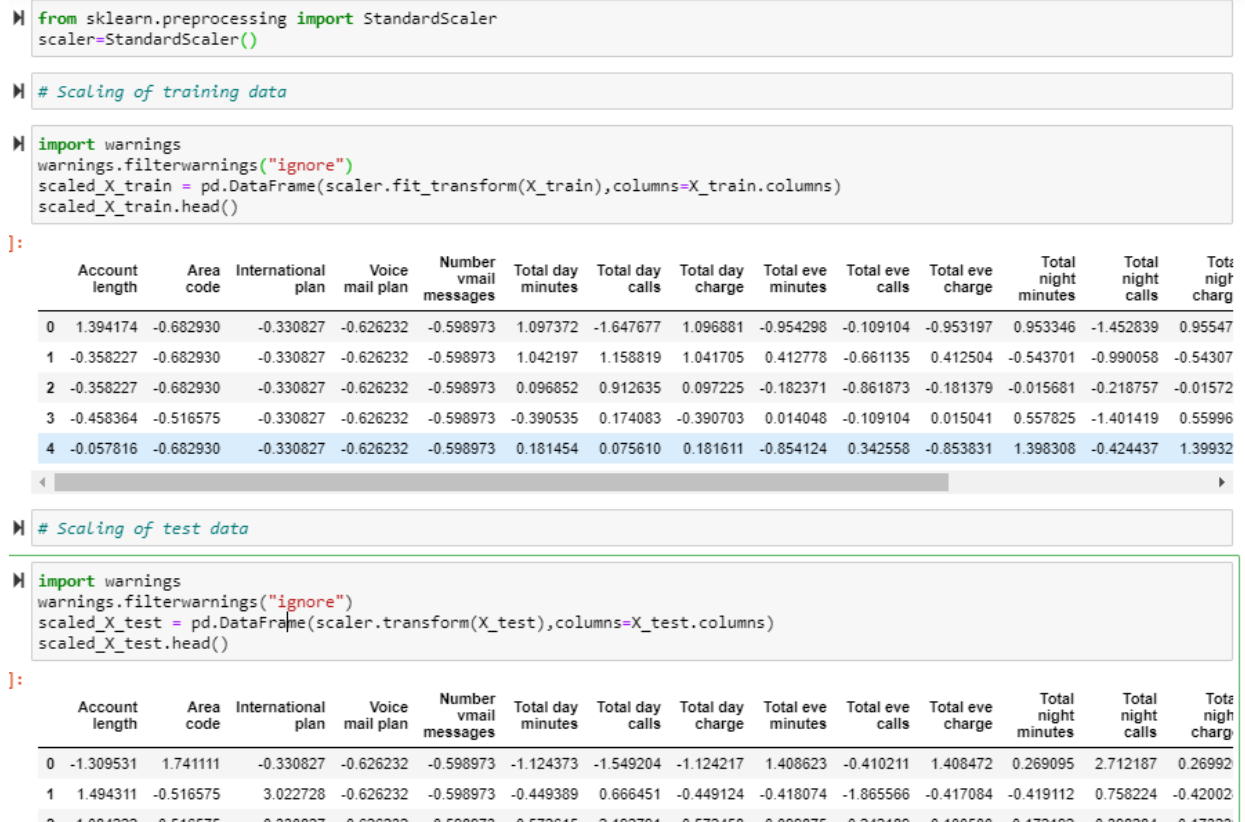 from sklearn.preprocessing import StandardScaler
scaler=StandardScaler()
# Scaling of training data
import warnings
warnings.filterwarnings("ignore")
scaled_X_train = pd.DataFrame(scaler.fit_transform(X_train),columns=X_train.columns)
scaled_X_train.head()
]:
Account length Area code International plan Voice mail plan Number vmail messages Total day minutes Total day calls Total day charge Total eve minutes Total eve calls Total eve charge Total night minutes Total night calls
0 1.394174 -0.682930 -0.330827 -0.626232 -0.598973 1.097372 -1.647677 1.096881 -0.954298 -0.109104 -0.953197 0.953346 -1.452839 0.95547
1 -0.358227 -0.682930 -0.330827 -0.626232 -0.598973 1.042197 1.158819 1.041705 0.412778 -0.661135 0.412504 -0.543701 -0.990058 -0.54307
2 -0.358227 -0.682930 -0.330827 -0.626232 -0.598973 0.096852 0.912635 0.097225 -0.182371 -0.861873 -0.181379 -0.015681 -0.218757 -0.01572
3 -0.458364 -0.516575 -0.330827 -0.626232 -0.598973 -0.390535 0.174083 -0.390703 0.014048 -0.109104 0.015041 0.557825 -1.401419 0.55996
4 -0.057816 -0.682930 -0.330827 -0.626232 -0.598973 0.181454 0.075610 0.181611 -0.854124 0.342558 -0.853831 1.398308 -0.424437 1.39932
# Scaling of test data
import warnings
warnings.filterwarnings("ignore")
scaled_X_test = pd.DataFrame(scaler.transform(X_test),columns=X_test.columns)
scaled_X_test.head()
]:
Account length Area code International plan Voice mail plan Number vmail messages Total day minutes Total day calls Total day charge Total eve minutes Total eve calls Total eve charge Total night minutes Total night calls
0 -1.309531 1.741111 -0.330827 -0.626232 -0.598973 -1.124373 -1.549204 -1.124217 1.408623 -0.410211 1.408472 0.269095 2.712187 0.26992
1 1.494311 -0.516575 3.022728 -0.626232 -0.598973 -0.449389 0.666451 -0.449124 -0.418074 -1.865566 -0.417084 -0.419112 0.758224 -0.42002